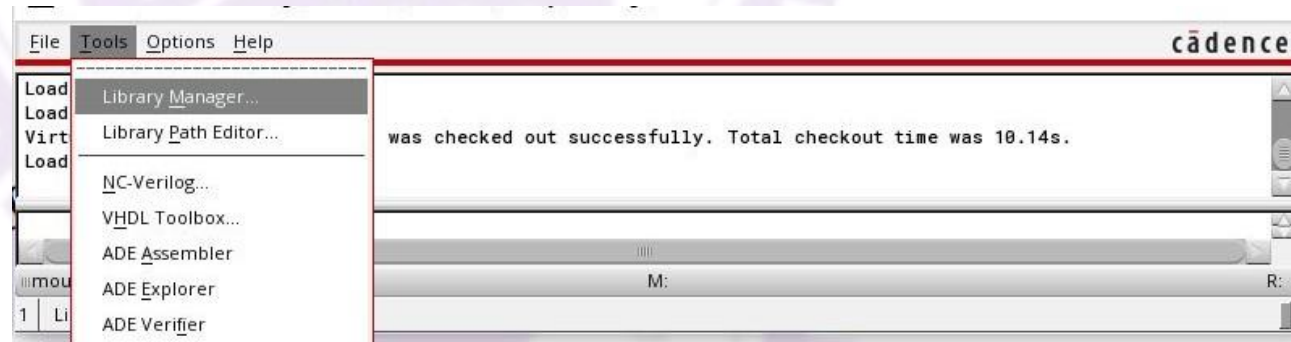 File Tools Options Help
cādence
Load
Library Manager...
Load
Virt
Library Path Editor...
was checked out successfully. Total checkout time was 10.14s.
Load
NC-Verilog...
VHDL Toolbox...
ADE Assembler
mou
ADE Explorer
M:
R:
1 Li
ADE Verifier